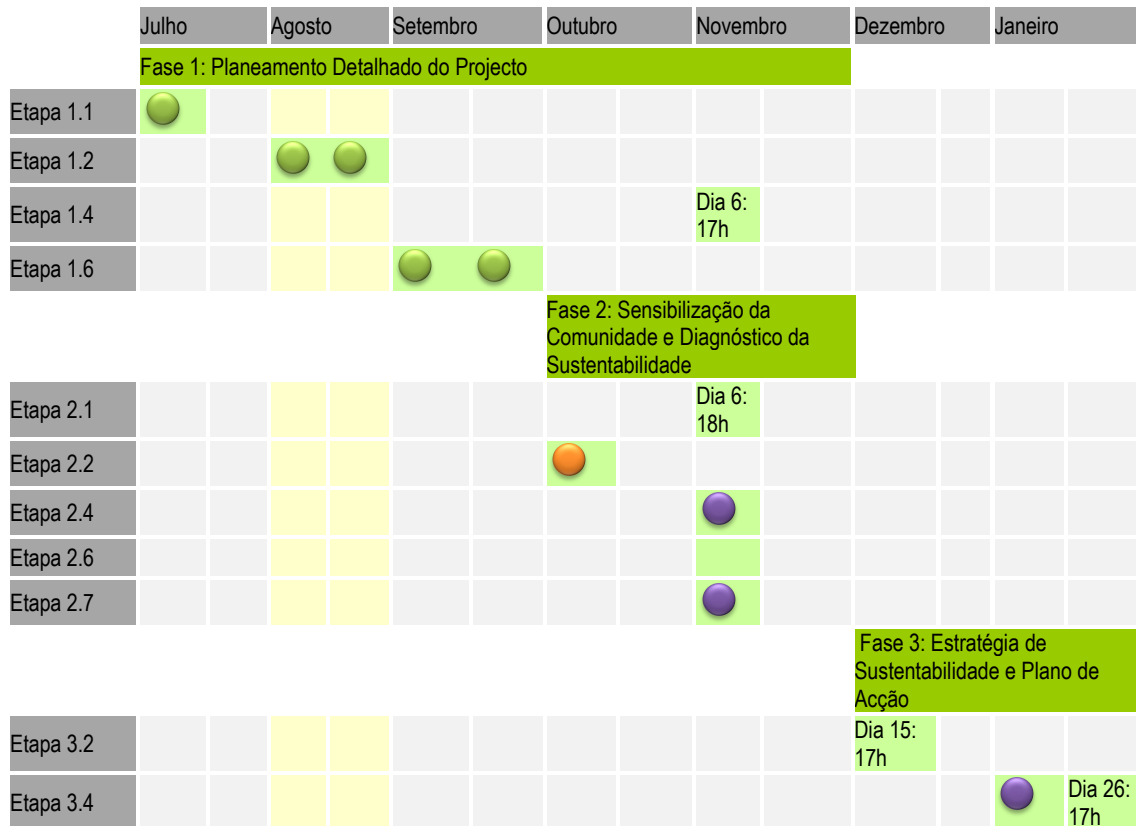 Julho Agosto Setembro Outubro Novembro Dezembro Janeiro
Fase 1: Planeamento Detalhado do Projecto
Etapa 1.1
Etapa 1.2
Etapa 1.4
Dia 6:
17h
Etapa 1.6
Fase 2: Sensibilização da
Comunidade e Diagnóstico da
Sustentabilidade
Etapa 2.1
Dia 6:
18h
Etapa 2.2
Etapa 2.4
Etapa 2.6
Etapa 2.7
Fase 3: Estratégia de
Sustentabilidade e Plano de
Acção
Etapa 3.2
Dia 15:
17h
Etapa 3.4
Dia 26:
17h